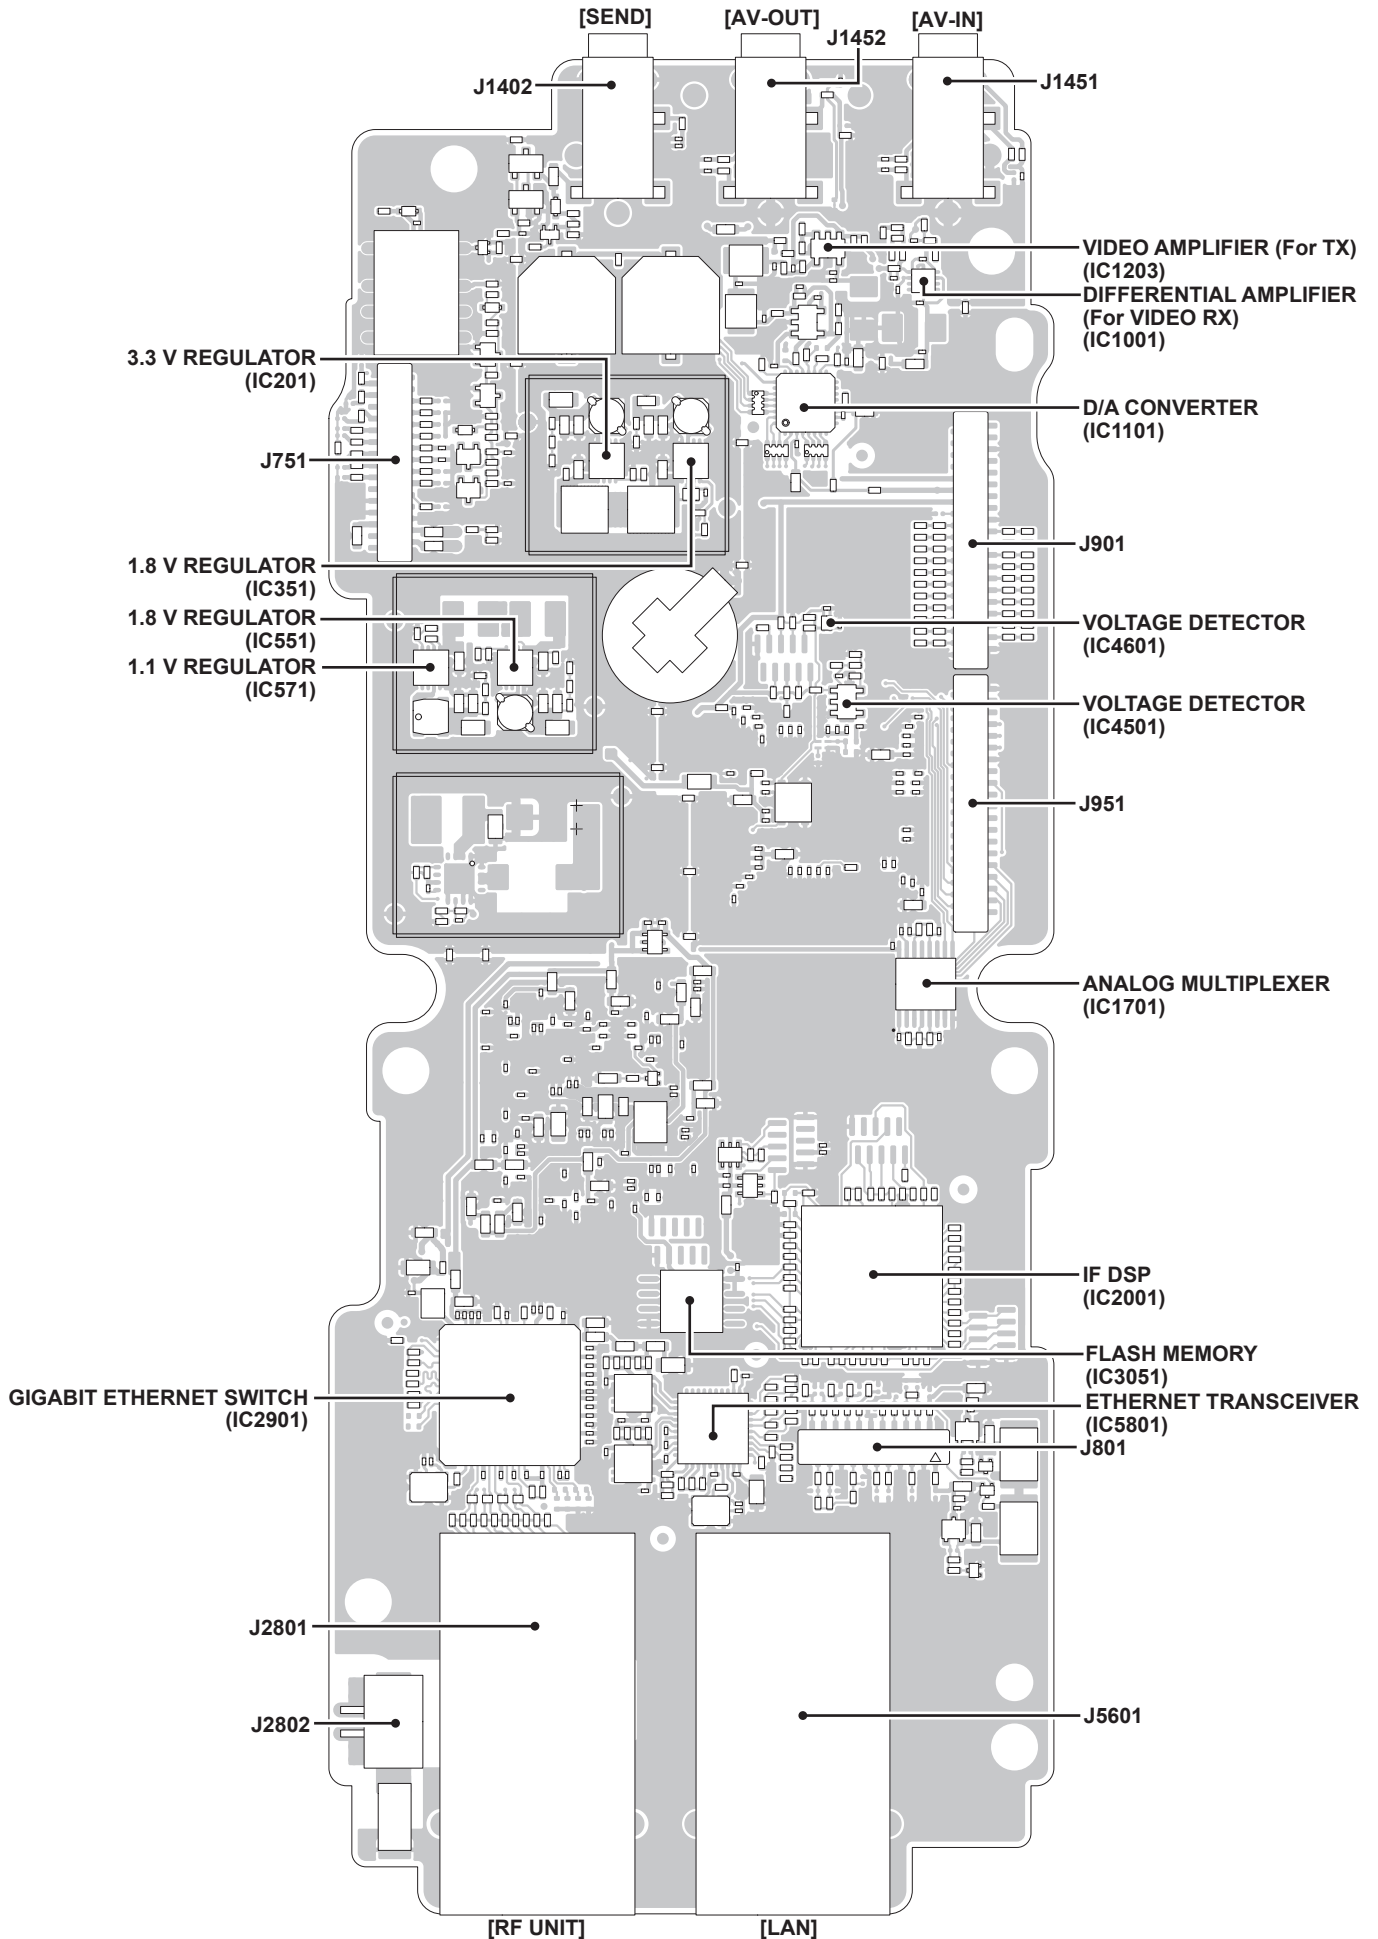 [SEND]
[AV-OUT]
[AV-IN]
J1452
J1402
J1451
VIDEO AMPLIFIER (For TX)
(IC1203)
DIFFERENTIAL AMPLIFIER
(For VIDEO RX)
(IC1001)
3.3 V REGULATOR
(IC201)
D/A CONVERTER
(IC1101)
J751
J901
1.8 V REGULATOR
(IC351)
1.8 V REGULATOR
(IC551)
VOLTAGE DETECTOR
(IC4601)
1.1 V REGULATOR
(IC571)
VOLTAGE DETECTOR
(IC4501)
J951
ANALOG MULTIPLEXER
(IC1701)
IF DSP
(IC2001)
FLASH MEMORY
(IC3051)
GIGABIT ETHERNET SWITCH
(IC2901)
ETHERNET TRANSCEIVER
(IC5801)
J801
J2801
J2802
J5601
[RF UNIT]
[LAN]